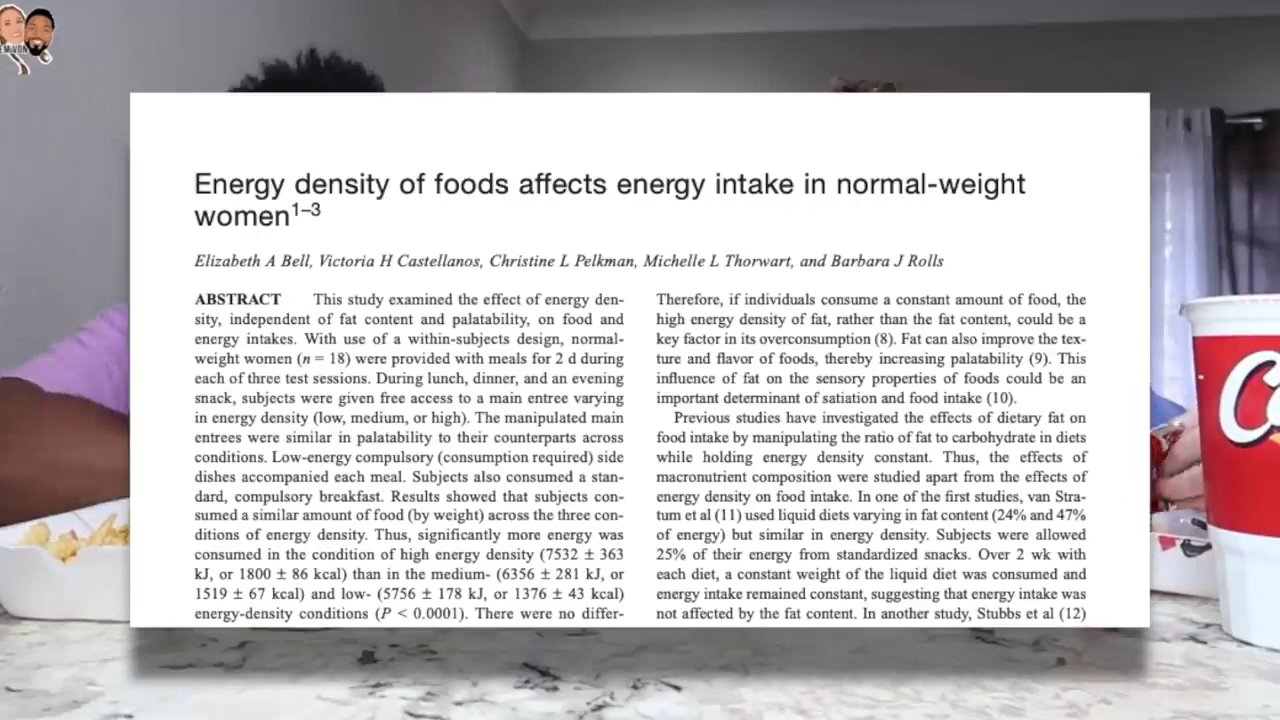 Energy density of foods affects energy intake in normal-weight
women1–3
Elizabeth A Bell, Victoria H Castellanos, Christine L Pelkman, Michelle L Thorwart, and Barbara J Rolls
ABSTRACT This study examined the effect of energy den-
sity, independent of fat content and palatability, on food and
energy intakes. With use of a within-subjects design, normal-
weight women (n = 18) were provided with meals for 2 d during
each of three test sessions. During lunch, dinner, and an evening
snack, subjects were given free access to a main entree varying
in energy density (low, medium, or high). The manipulated main
entrees were similar in palatability to their counterparts across
conditions. Low-energy compulsory (consumption required) side
dishes accompanied each meal. Subjects also consumed a stan-
dard, compulsory breakfast. Results showed that subjects con-
sumed a similar amount of food (by weight) across the three con-
ditions of energy density. Thus, significantly more energy was
consumed in the condition of high energy density (7532 ± 363
kJ, or 1800 ± 86 kcal) than in the medium- (6356 ± 281 kJ, or
1519 ± 67 kcal) and low- (5756 ± 178 kJ, or 1376 ± 43 kcal)
energy-density conditions (P < 0.0001). There were no differ-
Therefore, if individuals consume a constant amount of food, the
high energy density of fat, rather than the fat content, could be a
key factor in its overconsumption (8). Fat can also improve the tex-
ture and flavor of foods, thereby increasing palatability (9). This
influence of fat on the sensory properties of foods could be an
important determinant of satiation and food intake (10).
Previous studies have investigated the effects of dietary fat on
food intake by manipulating the ratio of fat to carbohydrate in diets
while holding energy density constant. Thus, the effects of
macronutrient composition were studied apart from the effects of
energy density on food intake. In one of the first studies, van Stra-
tum et al (11) used liquid diets varying in fat content (24% and 47%
of energy) but similar in energy density. Subjects were allowed
25% of their energy from standardized snacks. Over 2 wk with
each diet, a constant weight of the liquid diet was consumed and
energy intake remained constant, suggesting that energy intake was
not affected by the fat content. In another study, Stubbs et al (12)